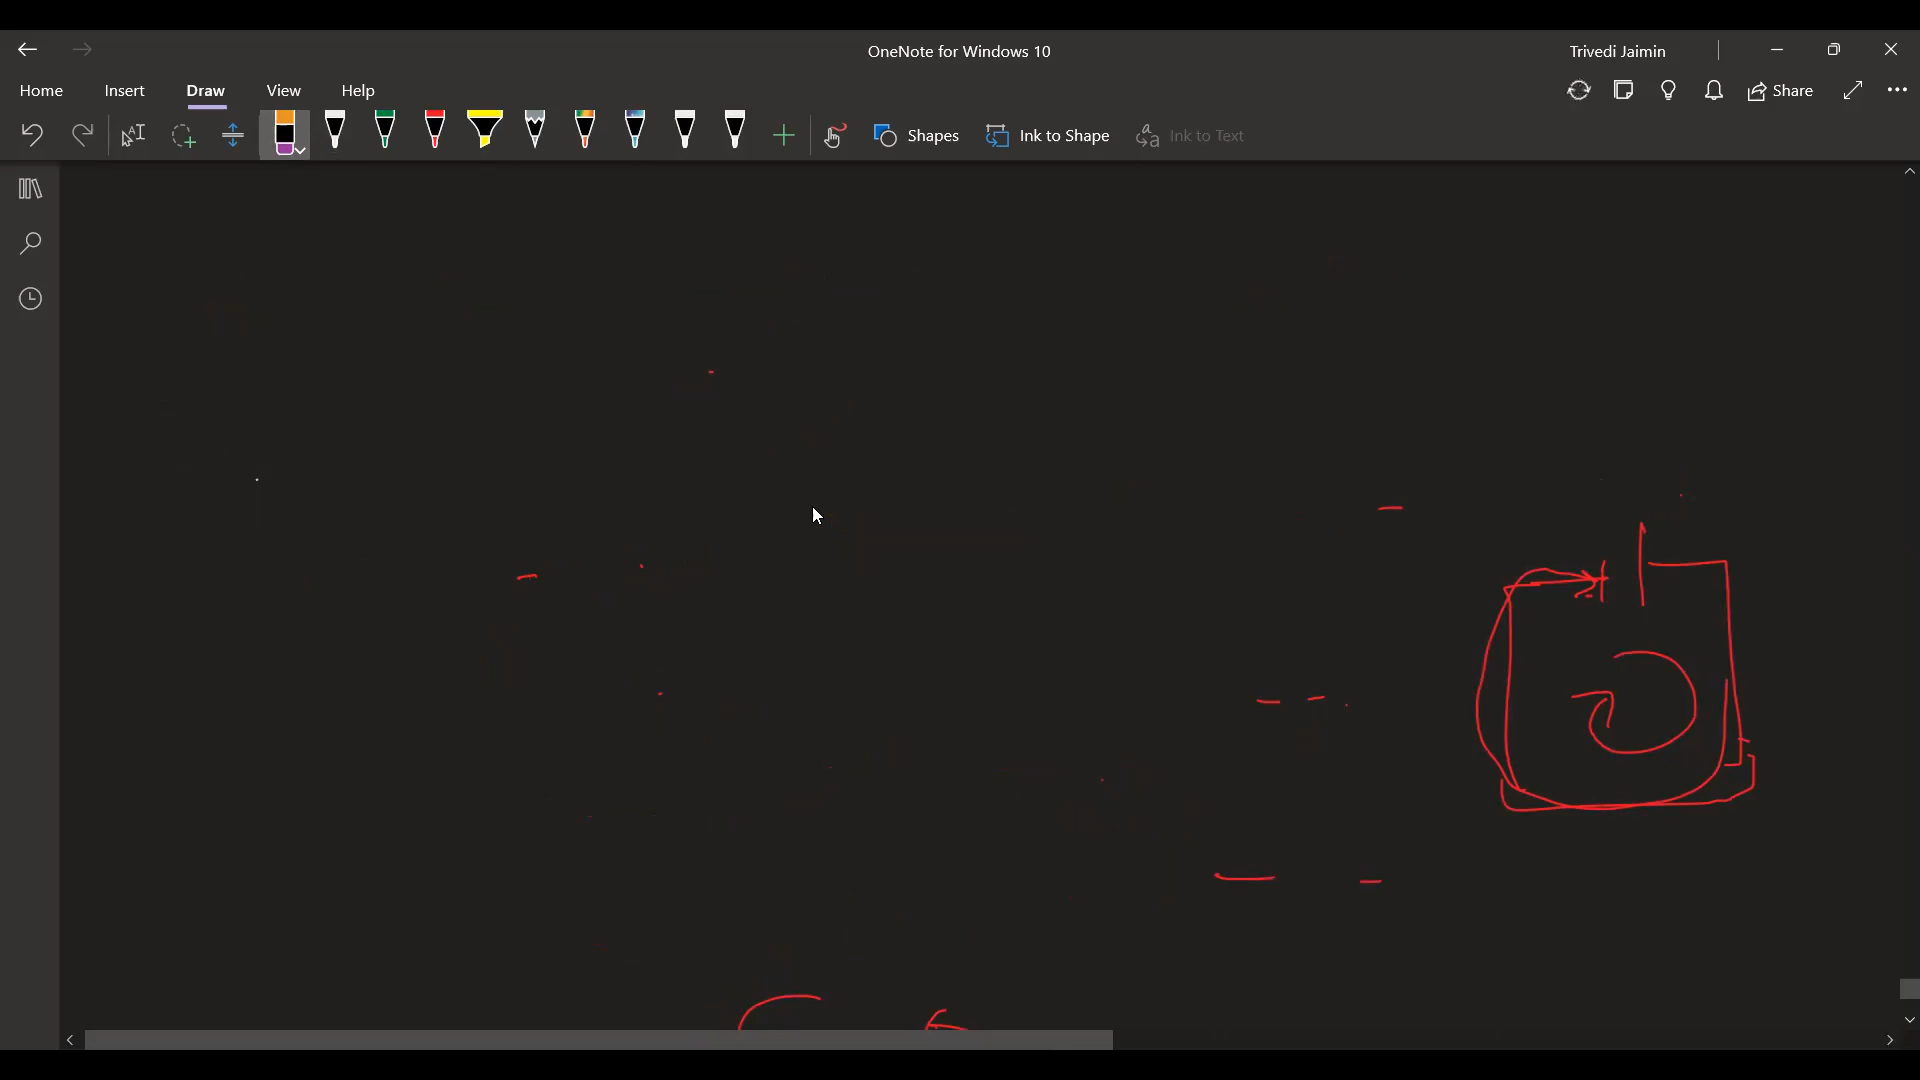 OneNote for Windows 10
Trivedi Jaimin
Home Insert Draw View Help
Share
Shapes Ink to Shape Ink to Text